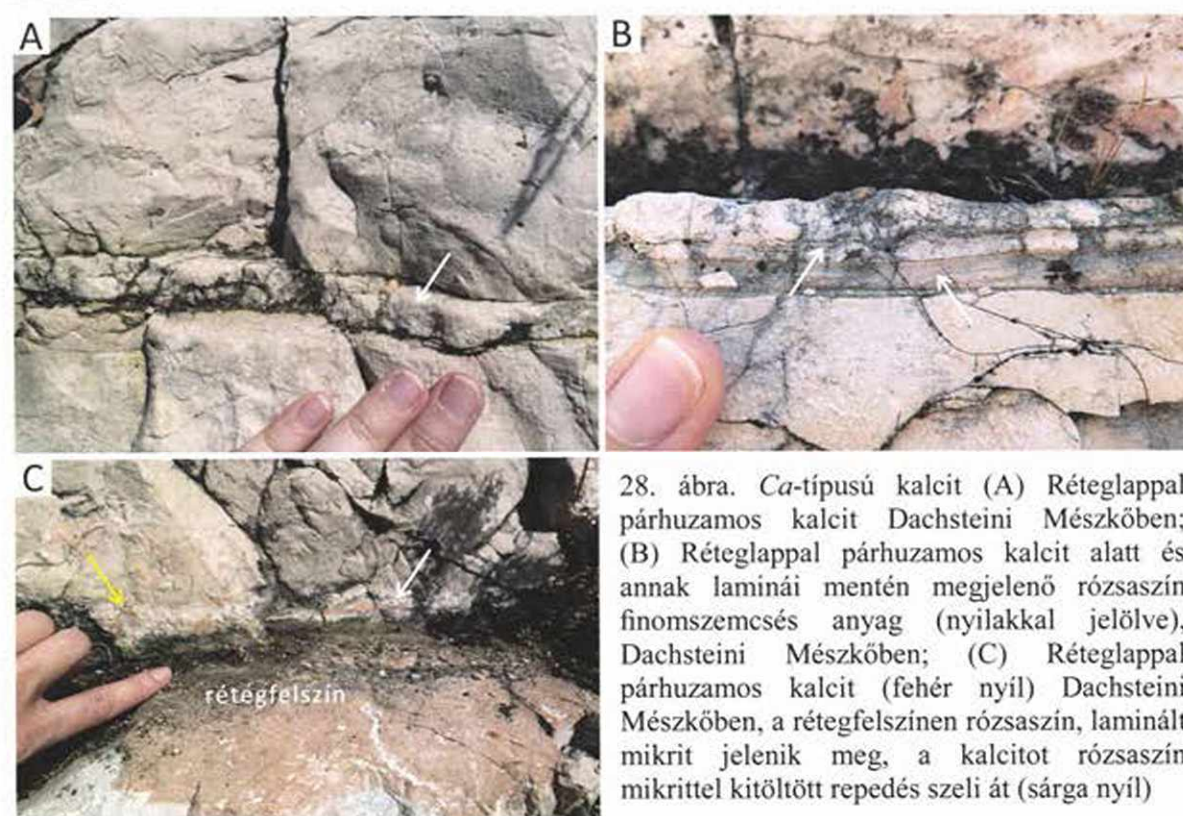 A
B
C
rétegfelszín
28. ábra. Ca-típusú kalcit (A) Réteglappal
párhuzamos kalcit Dachsteini Mészkőben;
(B) Réteglappal párhuzamos kalcit alatt és
annak laminái mentén megjelenő rózsaszín
finomszemcsés anyag (nyilakkal jelölve),
Dachsteini Mészkőben; (C) Réteglappal
párhuzamos kalcit (fehér nyíl) Dachsteini
Mészkőben, a rétegfelszínen rózsaszín, laminált
mikrit jelenik meg, a kalcitot rózsaszín
mikrittel kitöltött repedés szeli át (sárga nyíl)